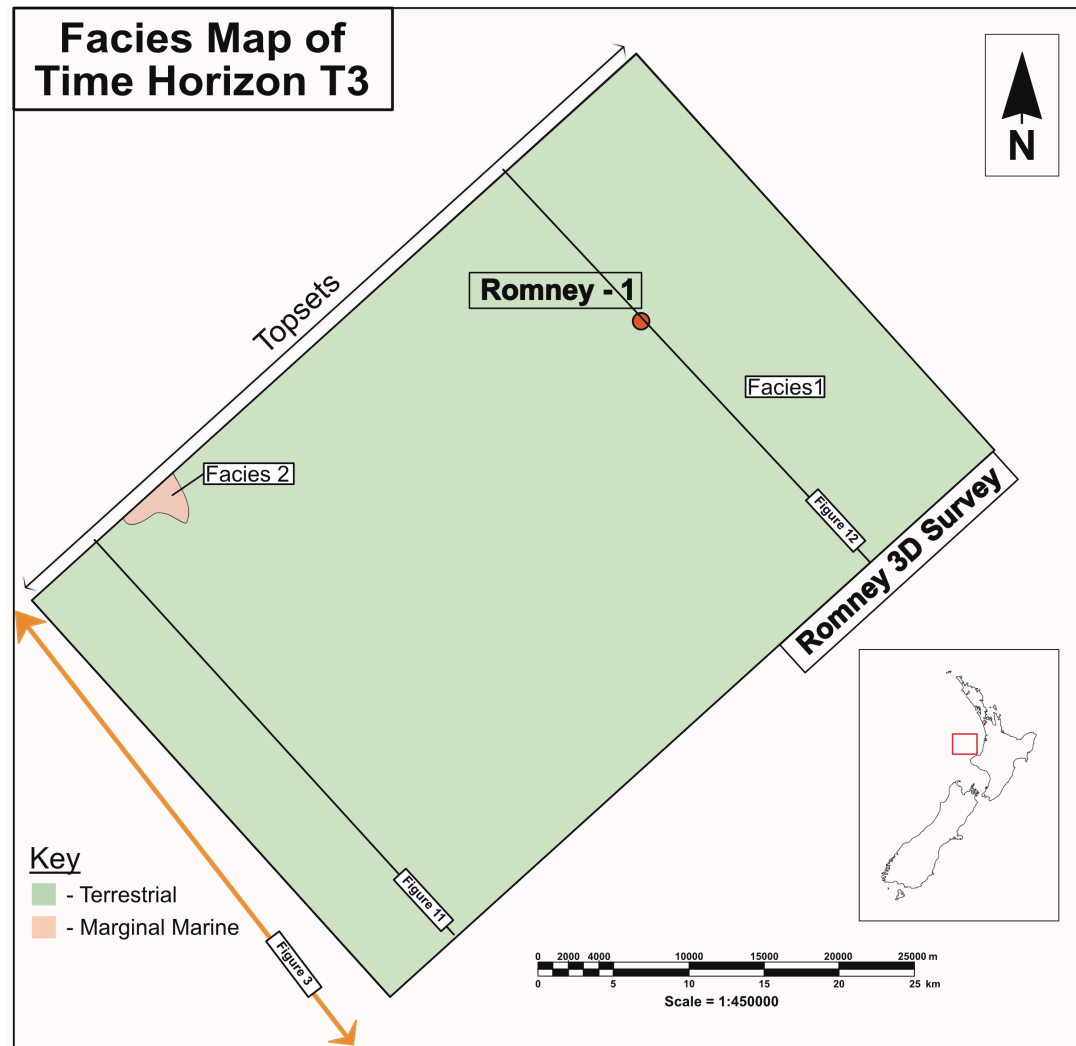 Facies Map of
Time Horizon T3
N
Topsets
Romney - 1
Facies1
Facies 2
Figure 12
Romney 3D Survey
Key
- Terrestrial
- Marginal Marine
Figure 11
Figure 3
0 2000 4000 10000 15000 20000 25000 m
0 5 10 15 20 25 km
Scale = 1:450000